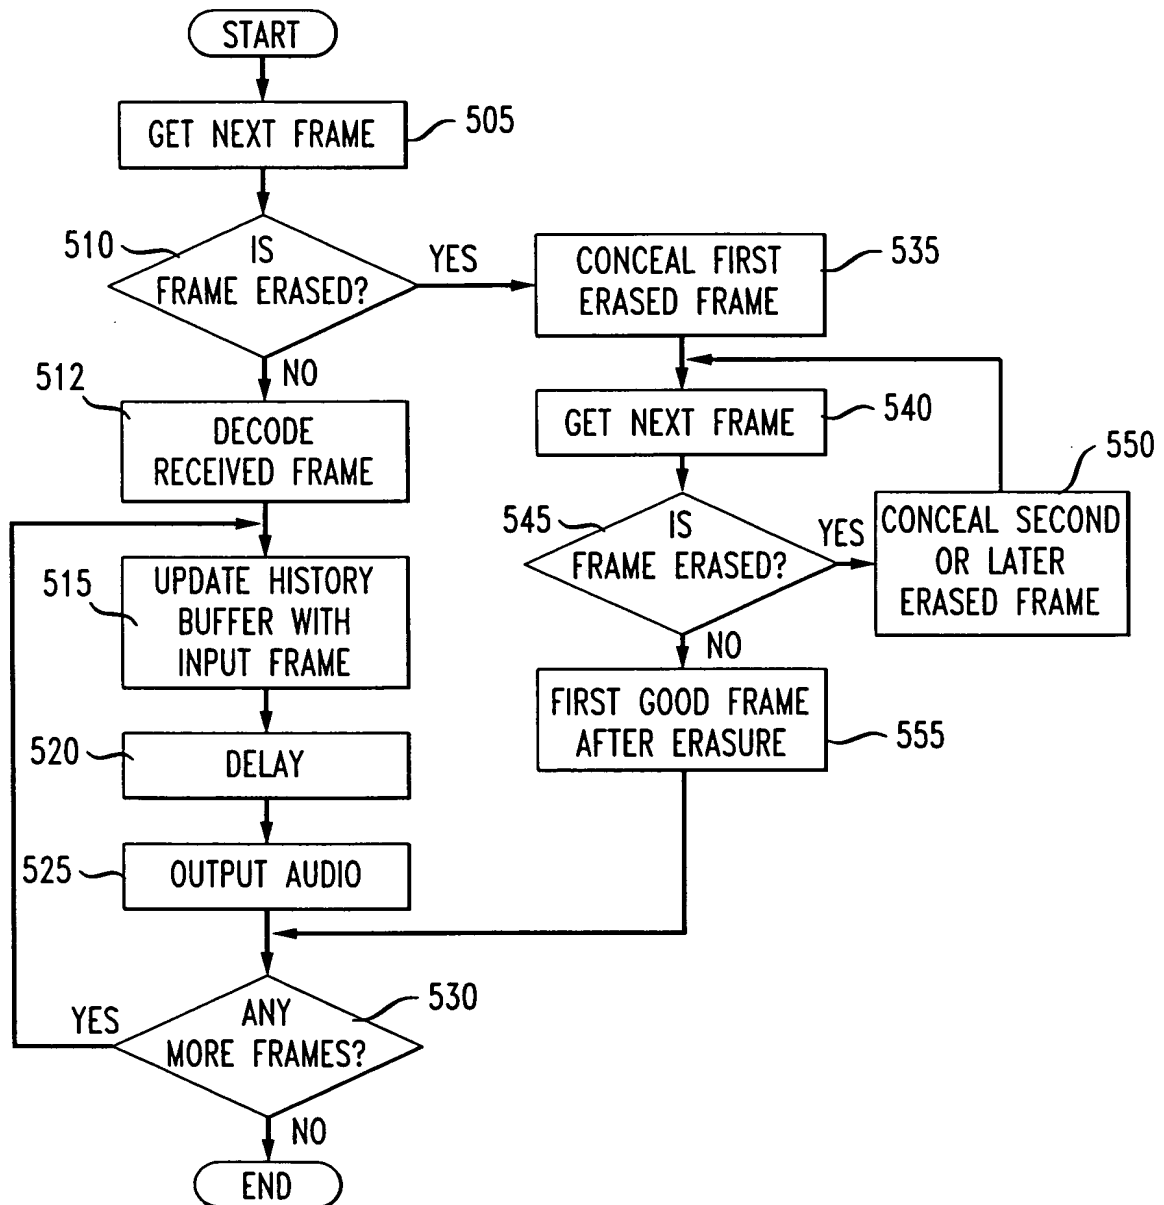 START
GET NEXT FRAME
505
510
IS
FRAME ERASED?
YES
NO
CONCEAL FIRST
ERASED FRAME
535
512
DECODE
RECEIVED FRAME
GET NEXT FRAME
540
545
IS
FRAME ERASED?
YES
NO
550
CONCEAL SECOND
OR LATER
ERASED FRAME
515
UPDATE HISTORY
BUFFER WITH
INPUT FRAME
FIRST GOOD FRAME
AFTER ERASURE
555
520
DELAY
525
OUTPUT AUDIO
530
ANY
MORE FRAMES?
YES
NO
END